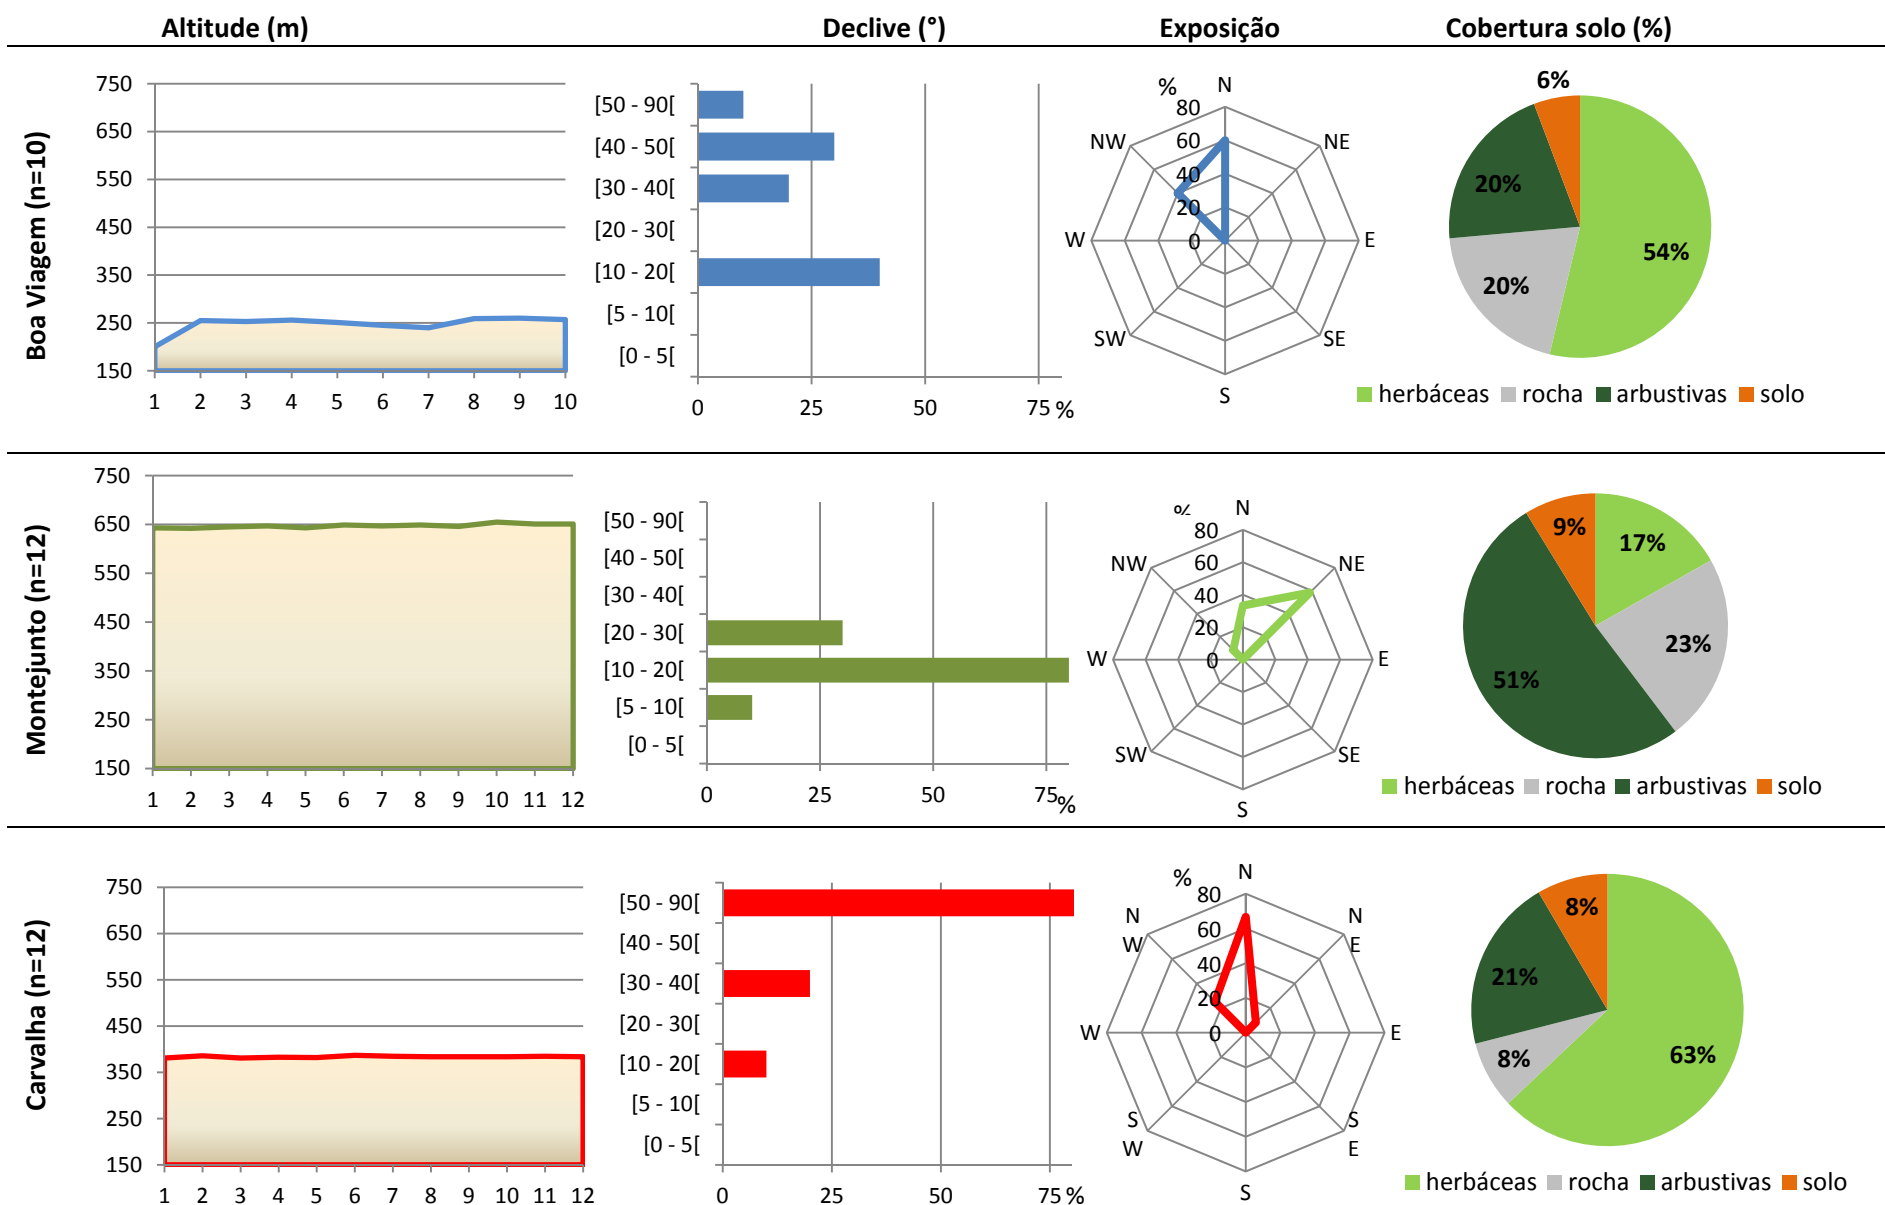 Altitude (m) Declive (°) Exposição Cobertura solo (%)
Boa Viagem (n=10)
750
650
550
450
350
250
150
1 2 3 4 5 6 7 8 9 10
[50 - 90[
[40 - 50[
[30 - 40[
[20 - 30[
[10 - 20[
[5 - 10[
[0 - 5[
0 25 50 75 %
%
N
NE
E
SE
S
SW
W
NW
80
60
40
20
0
6%
20%
54%
20%
herbáceas rocha arbustivas solo
Montejunto (n=12)
750
650
550
450
350
250
150
1 2 3 4 5 6 7 8 9 10 11 12
[50 - 90[
[40 - 50[
[30 - 40[
[20 - 30[
[10 - 20[
[5 - 10[
[0 - 5[
0 25 50 75 %
%
N
NE
E
SE
S
SW
W
NW
80
60
40
20
0
9%
17%
23%
51%
herbáceas rocha arbustivas solo
Carvalha (n=12)
750
650
550
450
350
250
150
1 2 3 4 5 6 7 8 9 10 11 12
[50 - 90[
[40 - 50[
[30 - 40[
[20 - 30[
[10 - 20[
[5 - 10[
[0 - 5[
0 25 50 75 %
%
N
N
E
E
S
E
S
S
W
W
N
W
80
60
40
20
0
8%
21%
8%
63%
herbáceas rocha arbustivas solo